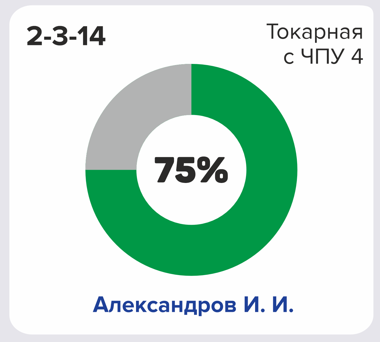 2-3-14
Токарная
с ЧПУ 4
75%
Александров И. И.